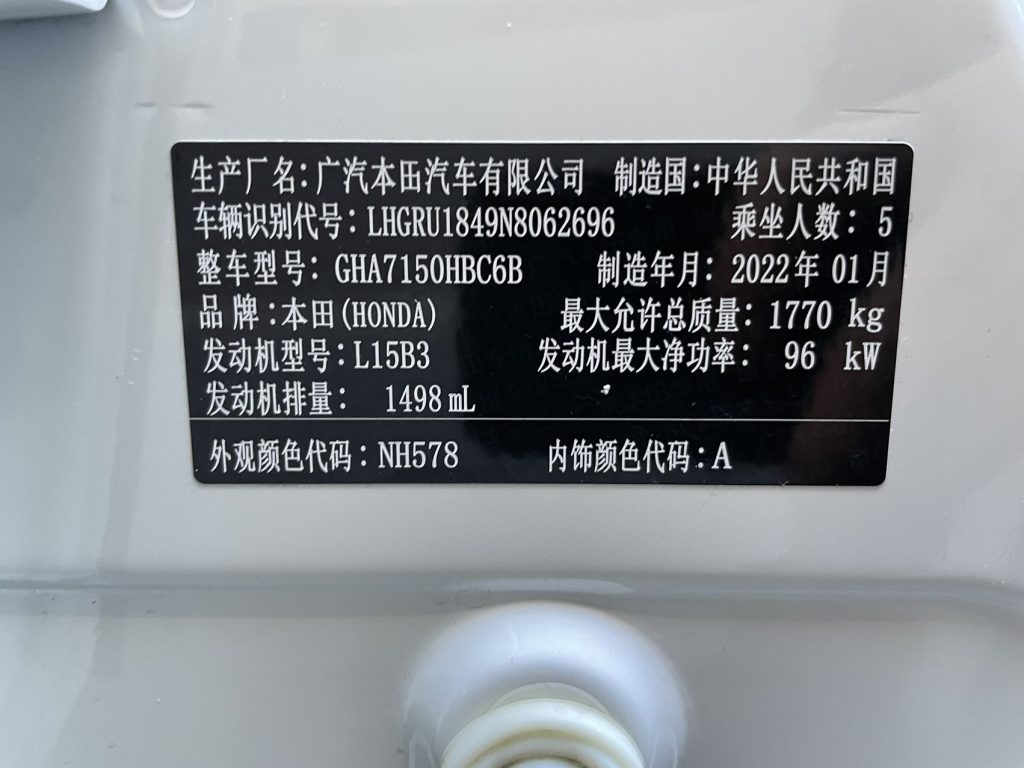 生产厂名:广汽本田汽车有限公司 制造国:中华人民共和国
车辆识别代号:LHGRU1849N8062696 乘坐人数: 5
整车型号: GHA7150HBC6B 制造年月: 2022年 01月
品 牌:本田(HONDA) 最大允许总质量: 1770 kg
发动机型号:L15B3 发动机最大净功率: 96 kW
发动机排量: 1498 mL
外观颜色代码:NH578 内饰颜色代码:A